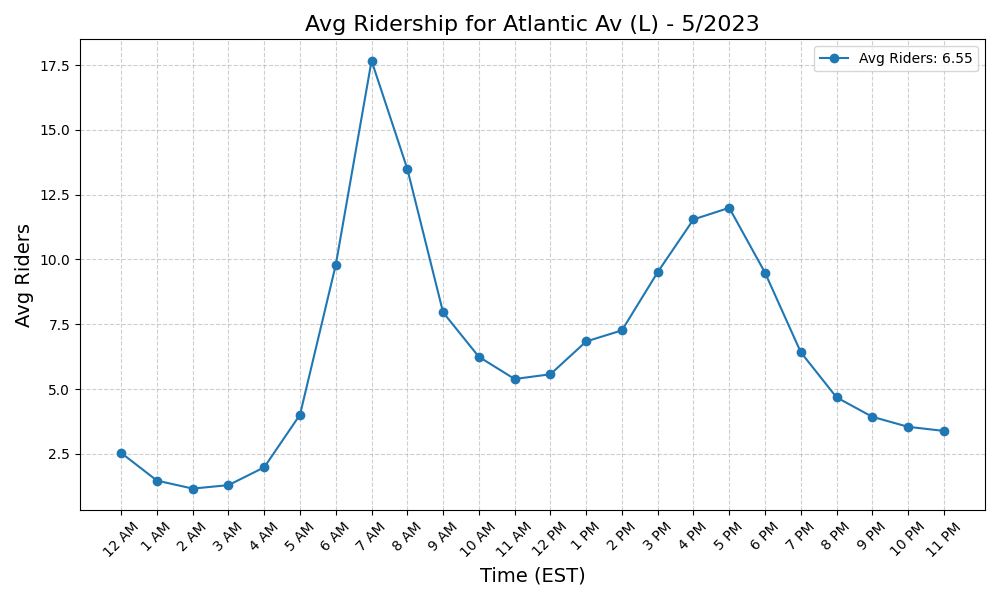 Avg Ridership for Atlantic Av (L) - 5/2023
Avg Riders: 6.55
Avg Riders
17.5
15.0
12.5
10.0
7.5
5.0
2.5
12 AM
1 AM
2 AM
3 AM
4 AM
5 AM
6 AM
7 AM
8 AM
9 AM
10 AM
11 AM
12 PM
1 PM
2 PM
3 PM
4 PM
5 PM
6 PM
7 PM
8 PM
9 PM
10 PM
11 PM
Time (EST)